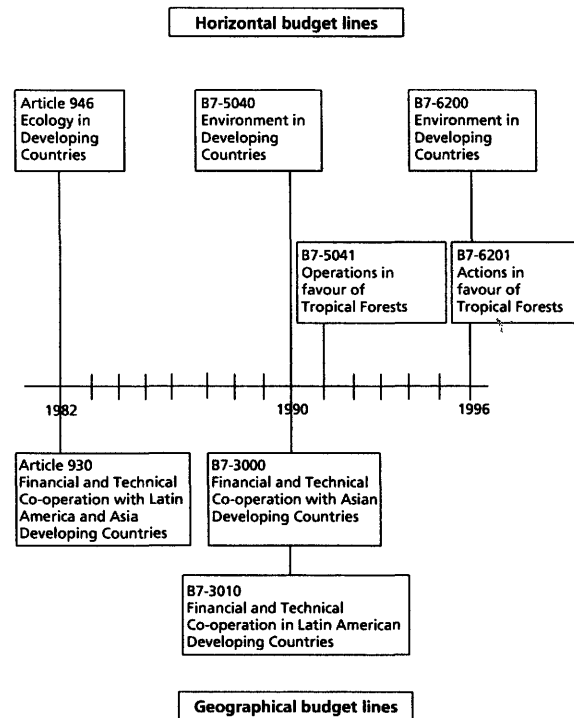 Horizontal budget lines
Article 946
Ecology in
Developing
Countries
B7-5040
Environment in
Developing
Countries
B7-6200
Environment in
Developing
Countries
B7-5041
Operations in
favour of
Tropical Forests
B7-6201
Actions in
favour of
Tropical Forests
1982
1990
1996
Article 930
Financial and Technical
Co-operation with Latin
America and Asia
Developing Countries
B7-3000
Financial and Technical
Co-operation with Asian
Developing Countries
B7-3010
Financial and Technical
Co-operation in Latin American
Developing Countries
Geographical budget lines